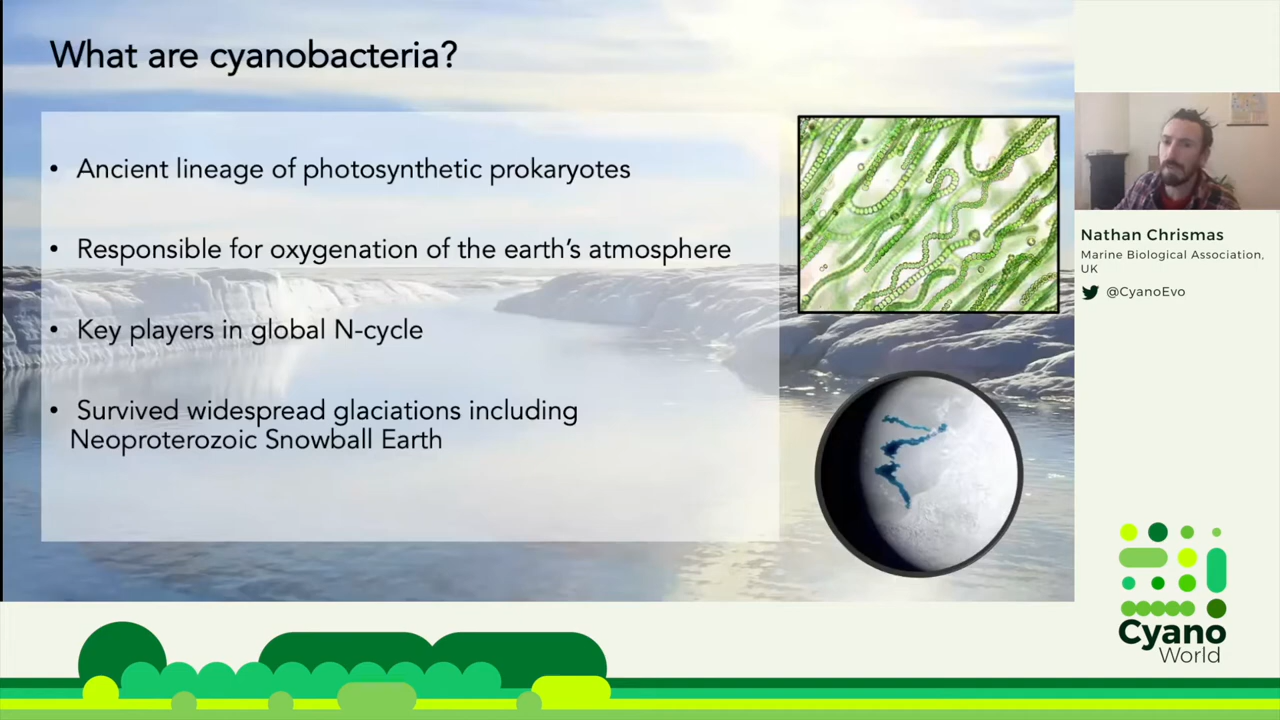 What are cyanobacteria?
• Ancient lineage of photosynthetic prokaryotes
• Responsible for oxygenation of the earth’s atmosphere
• Key players in global N-cycle
• Survived widespread glaciations including
Neoproterozoic Snowball Earth
Nathan Chrismas
Marine Biological Association,
UK
@CyanoEvo
Cyano
World